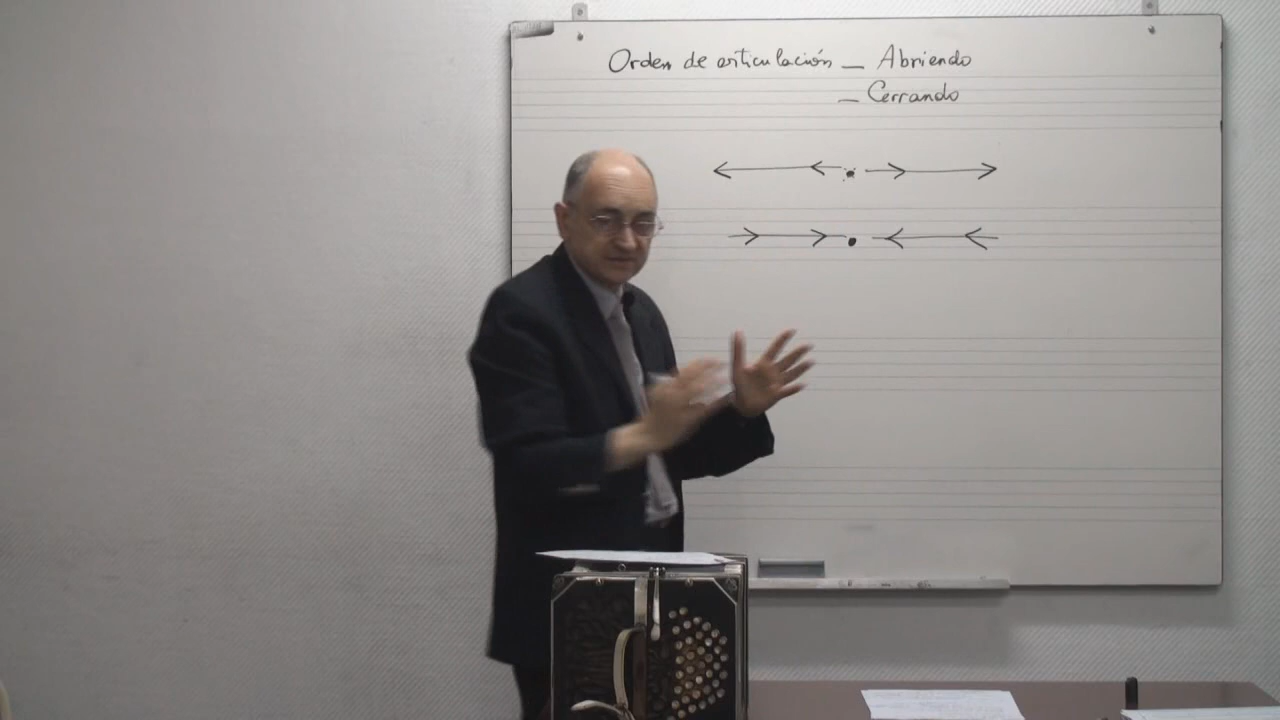 Orden de articulación — Abriendo
— Cerrando